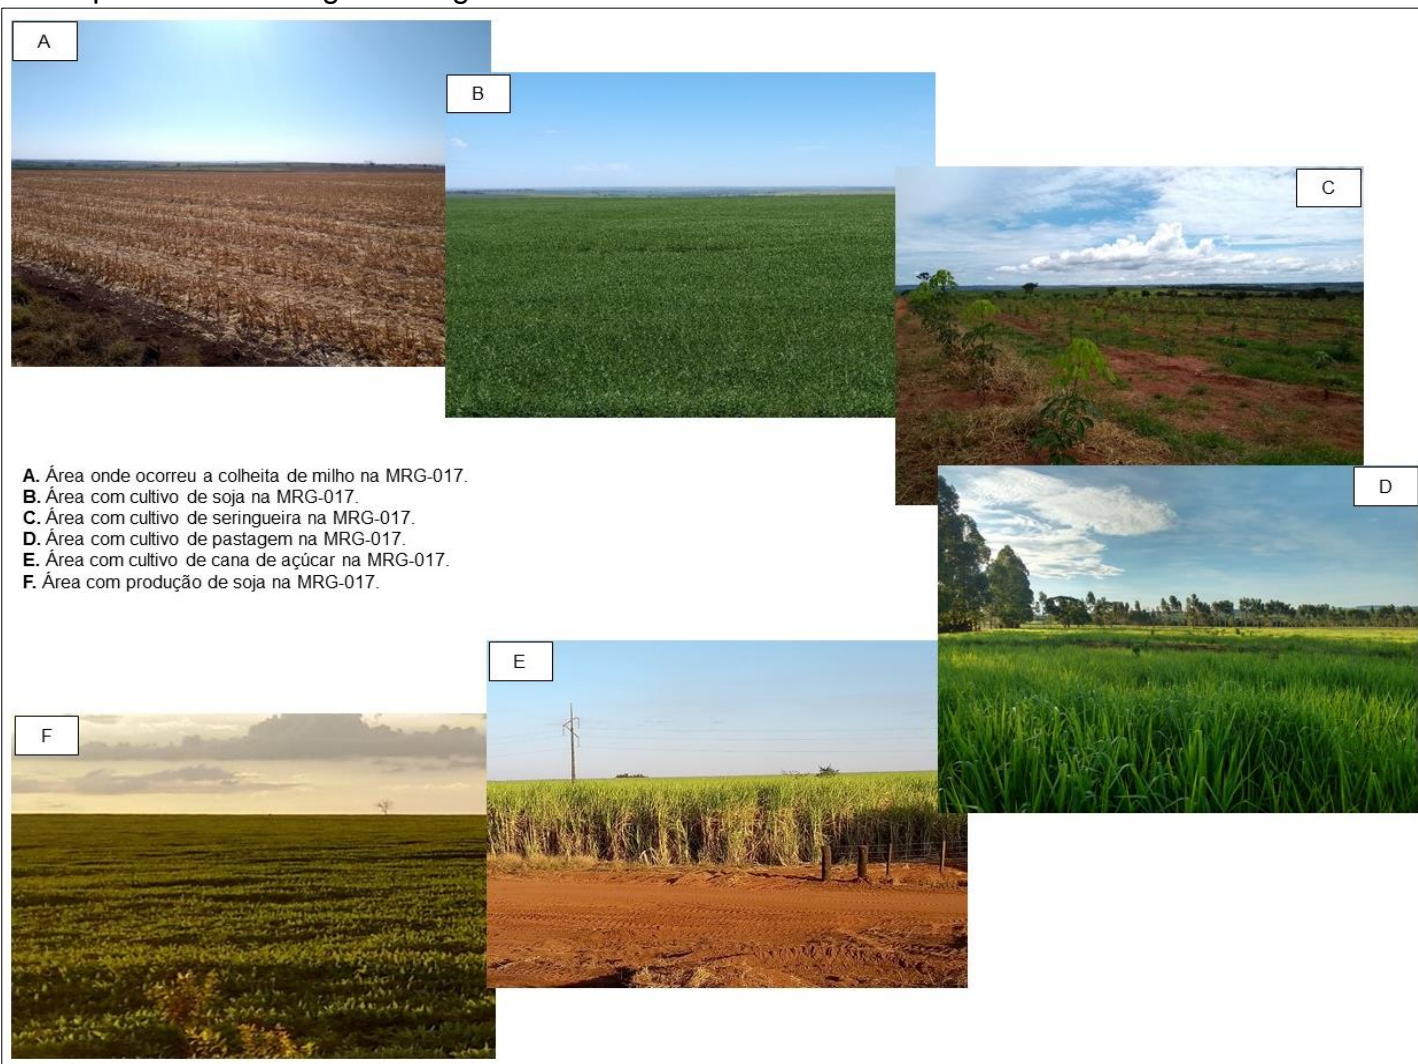 A
B
C
A. Área onde ocorreu a colheita de milho na MRG-017.
B. Área com cultivo de soja na MRG-017.
C. Área com cultivo de seringueira na MRG-017.
D. Área com cultivo de pastagem na MRG-017.
E. Área com cultivo de cana de açúcar na MRG-017.
F. Área com produção de soja na MRG-017.
D
E
F